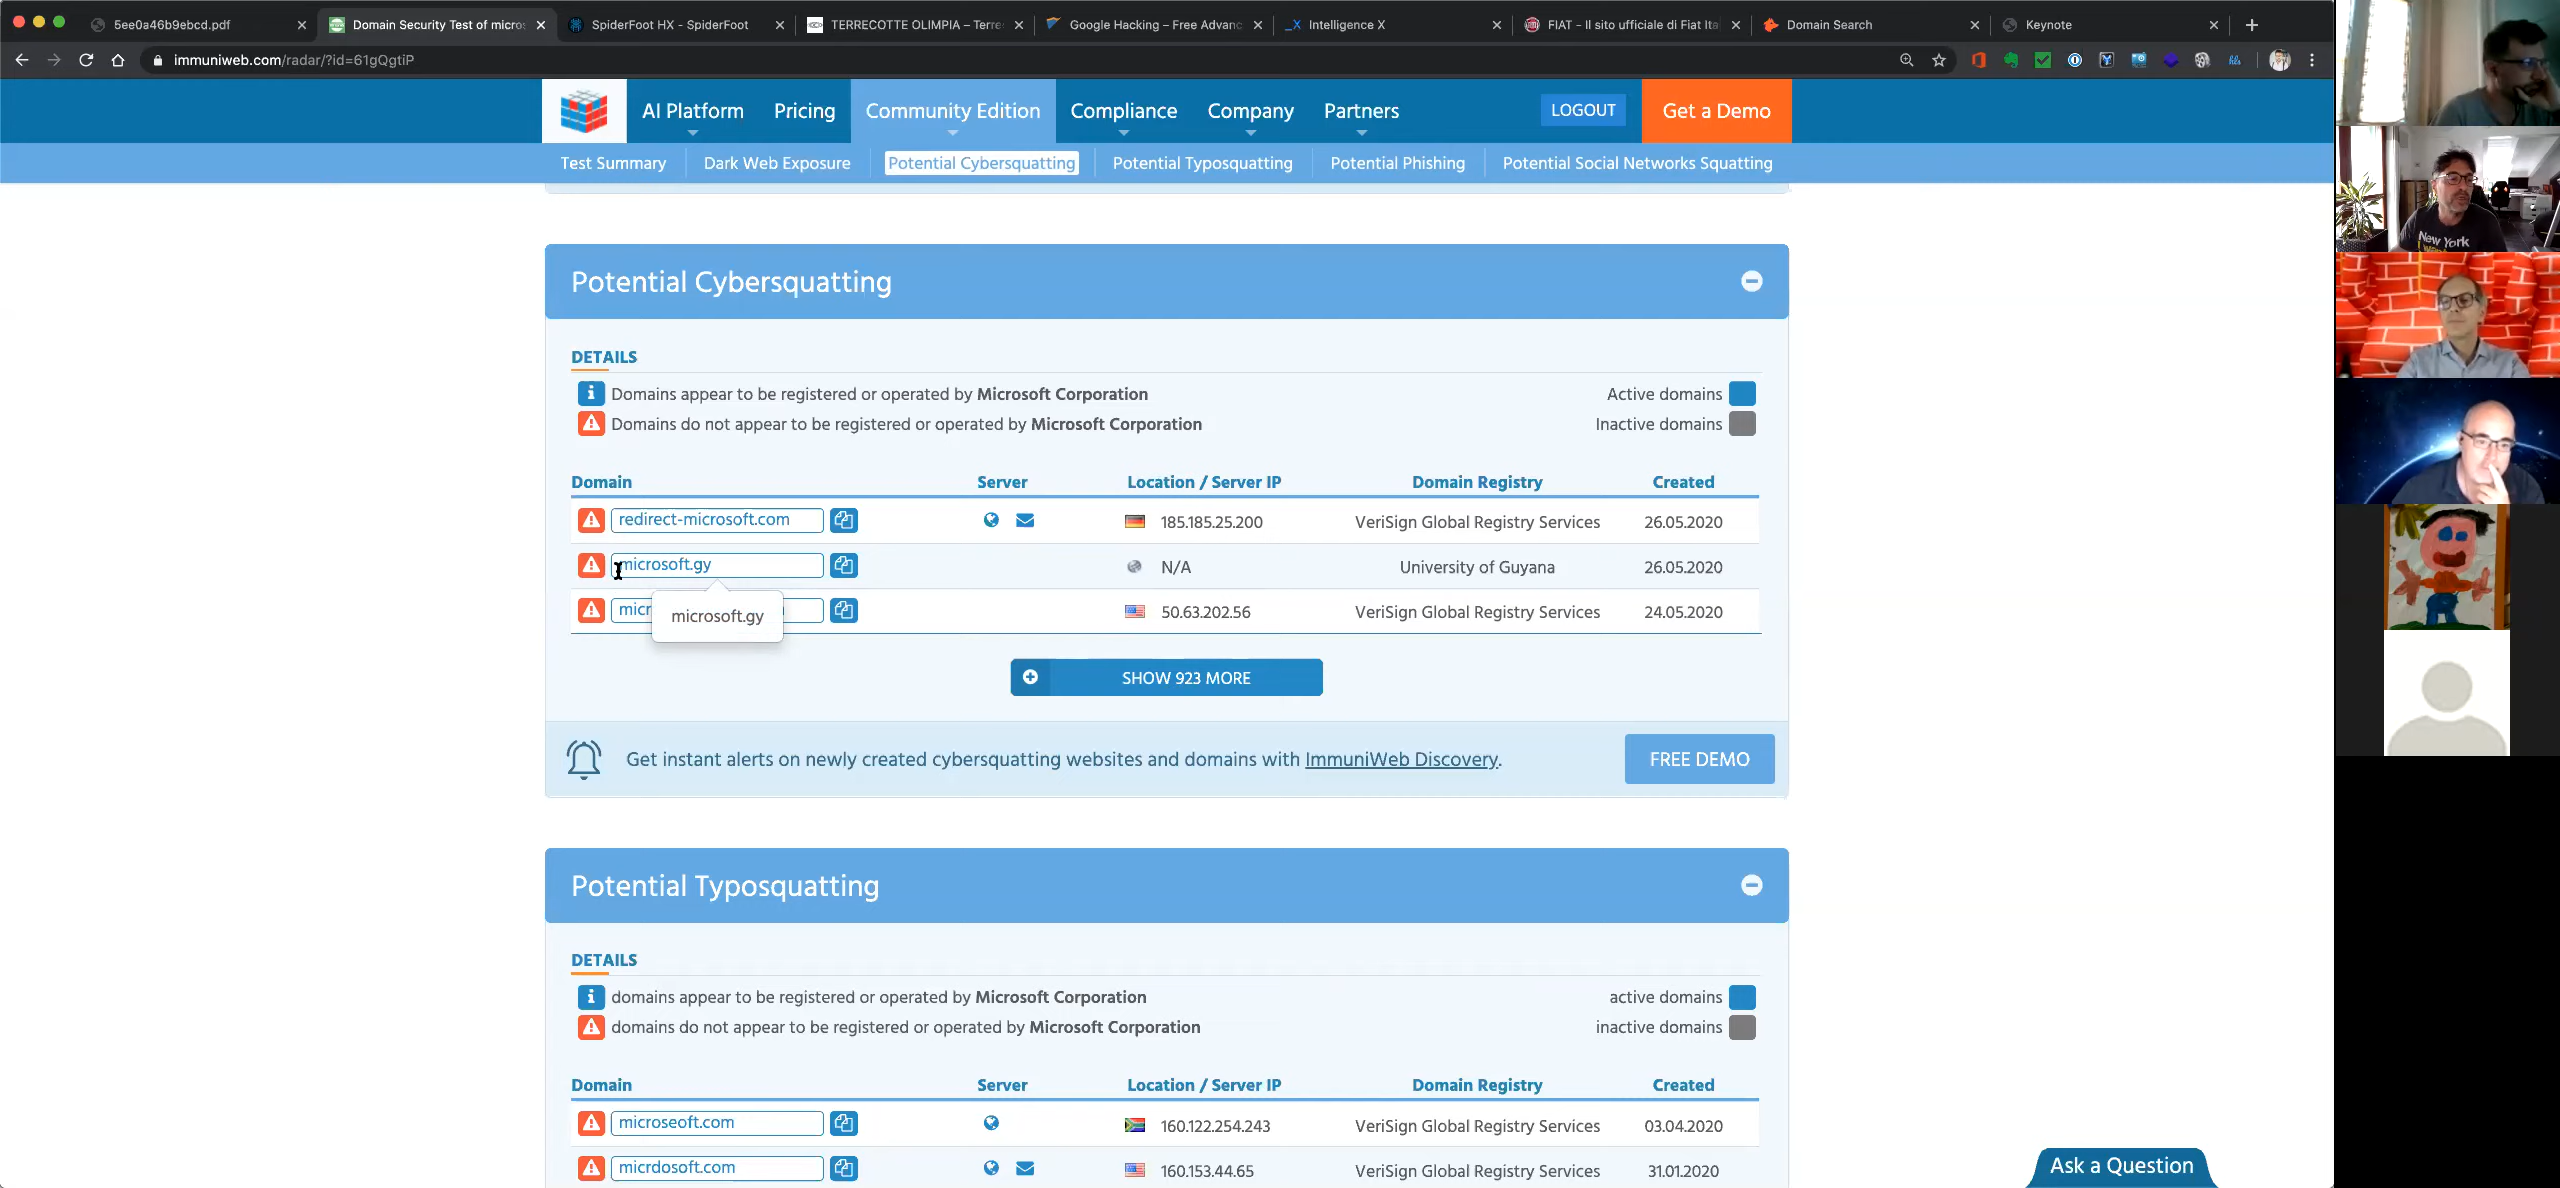 5ee0a46b9ebcd.pdf
Domain Security Test of micros
SpiderFoot HX - SpiderFoot
TERRECOTTE OLIMPIA – Terre
Google Hacking – Free Advanc
Intelligence X
FIAT - Il sito ufficiale di Fiat Ita
Domain Search
Keynote
immuniweb.com/radar/?id=61gQgtiP
AI Platform
Pricing
Community Edition
Compliance
Company
Partners
LOGOUT
Get a Demo
Test Summary
Dark Web Exposure
Potential Cybersquatting
Potential Typosquatting
Potential Phishing
Potential Social Networks Squatting
Potential Cybersquatting
DETAILS
Domains appear to be registered or operated by Microsoft Corporation
Active domains
Domains do not appear to be registered or operated by Microsoft Corporation
Inactive domains
Domain Server Location / Server IP Domain Registry Created
redirect-microsoft.com 185.185.25.200 VeriSign Global Registry Services 26.05.2020
microsoft.gy N/A University of Guyana 26.05.2020
micr 50.63.202.56 VeriSign Global Registry Services 24.05.2020
microsoft.gy
SHOW 923 MORE
Get instant alerts on newly created cybersquatting websites and domains with ImmuniWeb Discovery.
FREE DEMO
Potential Typosquatting
DETAILS
domains appear to be registered or operated by Microsoft Corporation
active domains
domains do not appear to be registered or operated by Microsoft Corporation
inactive domains
Domain Server Location / Server IP Domain Registry Created
microseoft.com 160.122.254.243 VeriSign Global Registry Services 03.04.2020
micrdosoft.com 160.153.44.65 VeriSign Global Registry Services 31.01.2020
Ask a Question
New York